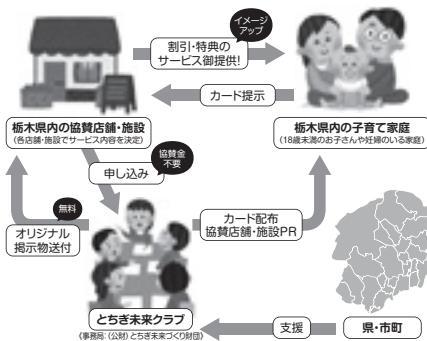 イメージ
アップ
割引・特典の
サービス御提供!
カード提示
栃木県内の協賛店舗・施設
(各店舗・施設でサービス内容を決定)
栃木県内の子育て家庭
(18歳未満のお子さんや妊婦のいる家庭)
協賛金
不要
申し込み
無料
オリジナル
掲示物送付
カード配布
協賛店舗・施設PR
とちぎ未来クラブ
《事務局:(公財)とちぎ未来づくり財団》
支援
県・市町